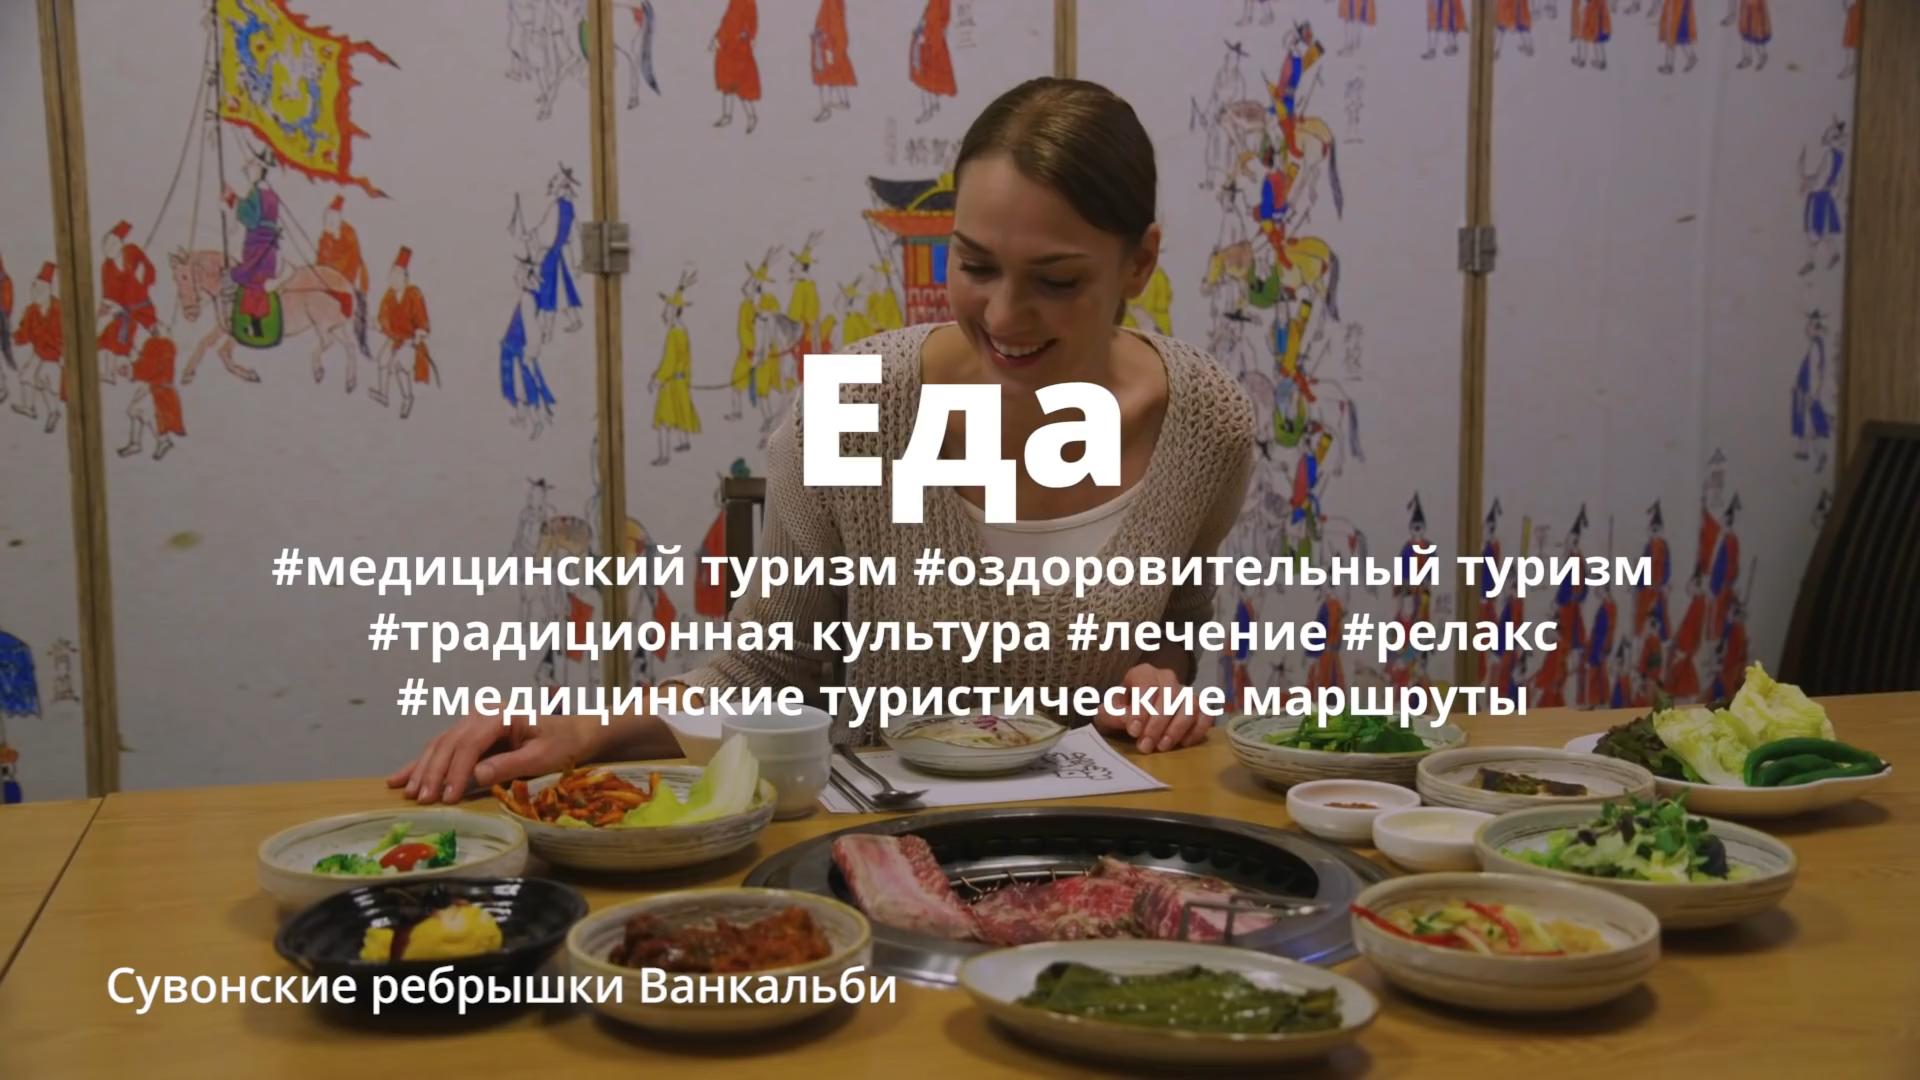 Еда
#медицинский туризм #оздоровительный туризм
#традиционная культура #лечение #релакс
#медицинские туристические маршруты
Сувонские ребрышки Ванкальби